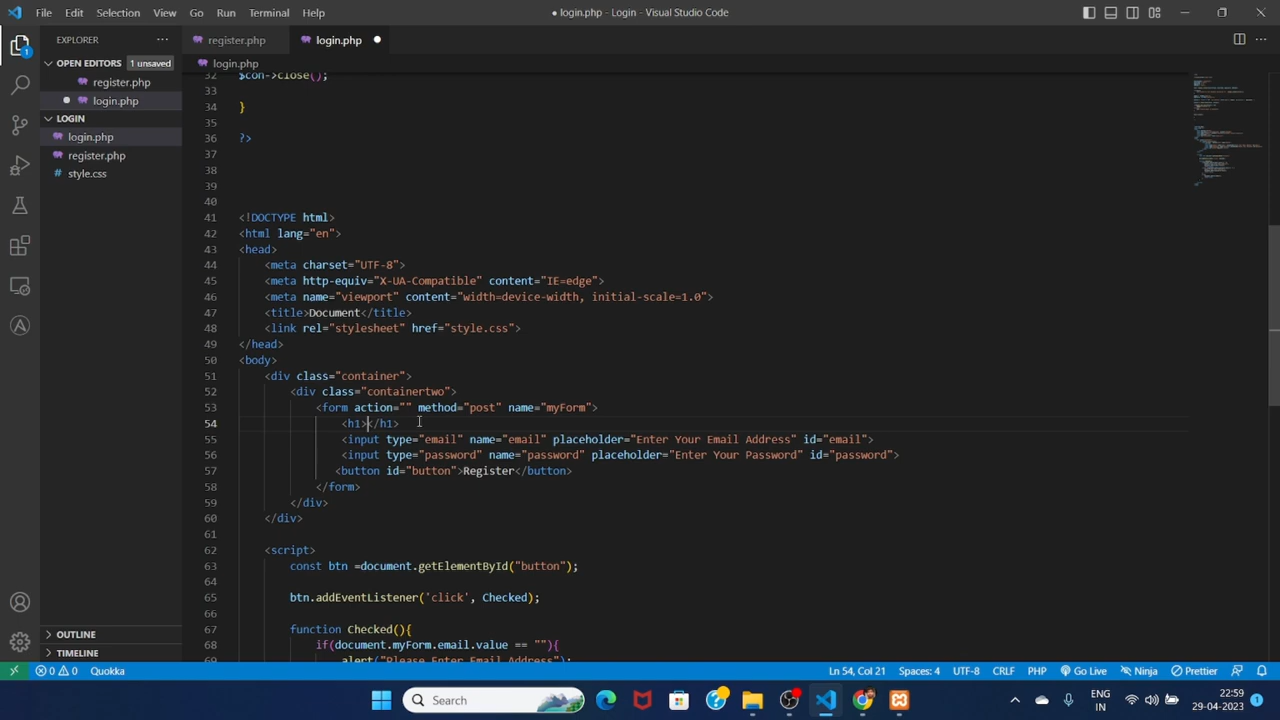 File Edit Selection View Go Run Terminal Help
● login.php - Login - Visual Studio Code
EXPLORER
OPEN EDITORS 1 unsaved
register.php
login.php
LOGIN
login.php
register.php
style.css
OUTLINE
TIMELINE
register.php login.php
login.php
32 $con->close();
33
34 }
35
36 ?>
37
38
39
40
41 <!DOCTYPE html>
42 <html lang="en">
43 <head>
44 <meta charset="UTF-8">
45 <meta http-equiv="X-UA-Compatible" content="IE=edge">
46 <meta name="viewport" content="width=device-width, initial-scale=1.0">
47 <title>Document</title>
48 <link rel="stylesheet" href="style.css">
49 </head>
50 <body>
51 <div class="container">
52 <div class="containertwo">
53 <form action="" method="post" name="myForm">
54 <h1></h1>
55 <input type="email" name="email" placeholder="Enter Your Email Address" id="email">
56 <input type="password" name="password" placeholder="Enter Your Password" id="password">
57 <button id="button">Register</button>
58 </form>
59 </div>
60 </div>
61
62 <script>
63 const btn =document.getElementById("button");
64
65 btn.addEventListener('click', Checked);
66
67 function Checked(){
68 if(document.myForm.email.value == ""){
69 alert("Please Enter Email Address");
0 0 Quokka
Ln 54, Col 21 Spaces: 4 UTF-8 CRLF PHP Go Live Ninja Prettier
Search
ENG
IN
22:59
29-04-2023
1